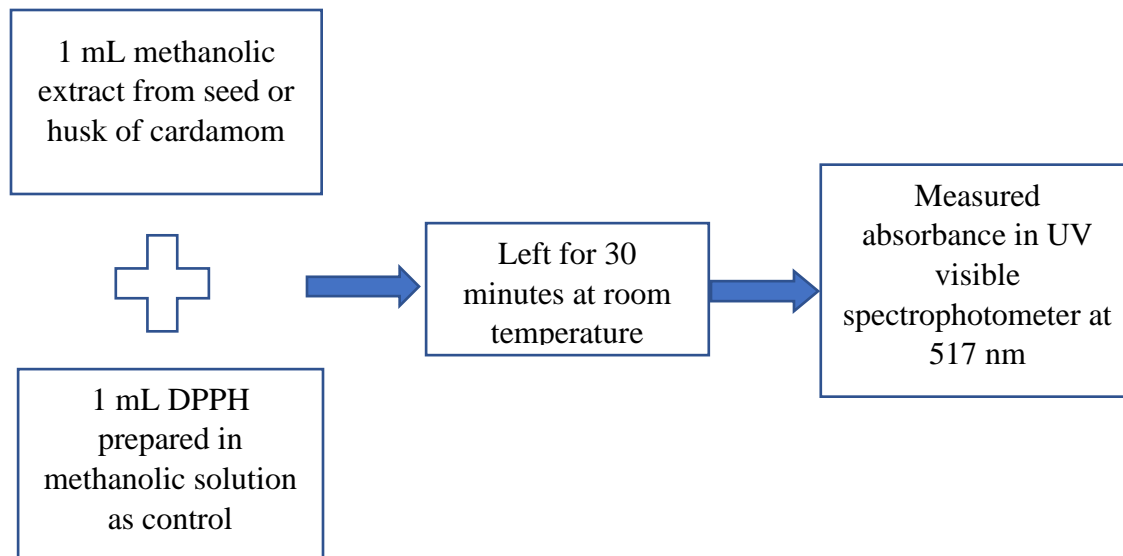 1 mL methanolic
extract from seed or
husk of cardamom
1 mL DPPH
prepared in
methanolic solution
as control
Left for 30
minutes at room
temperature
Measured
absorbance in UV
visible
spectrophotometer at
517 nm